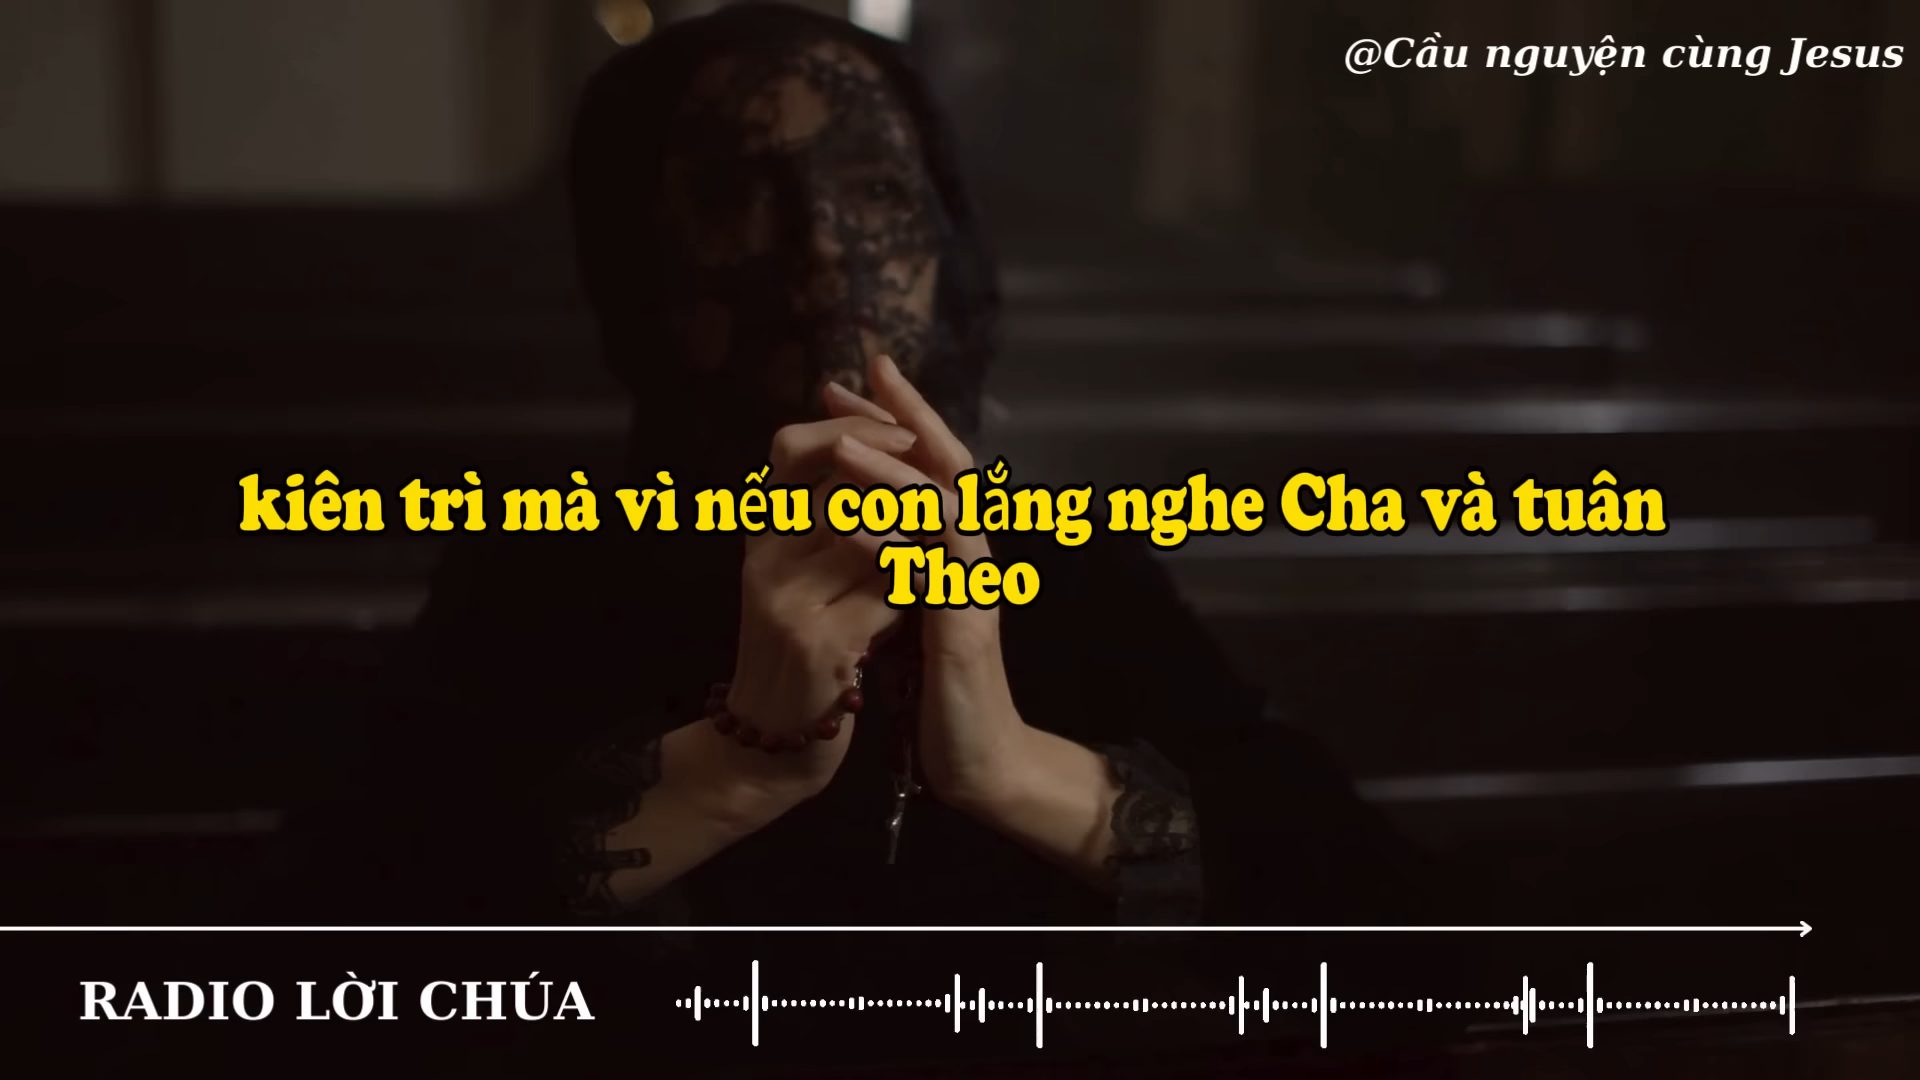 @Cầu nguyện cùng Jesus
kiên trì mà vì nếu con lắng nghe Cha và tuân
Theo
RADIO LỜI CHÚA